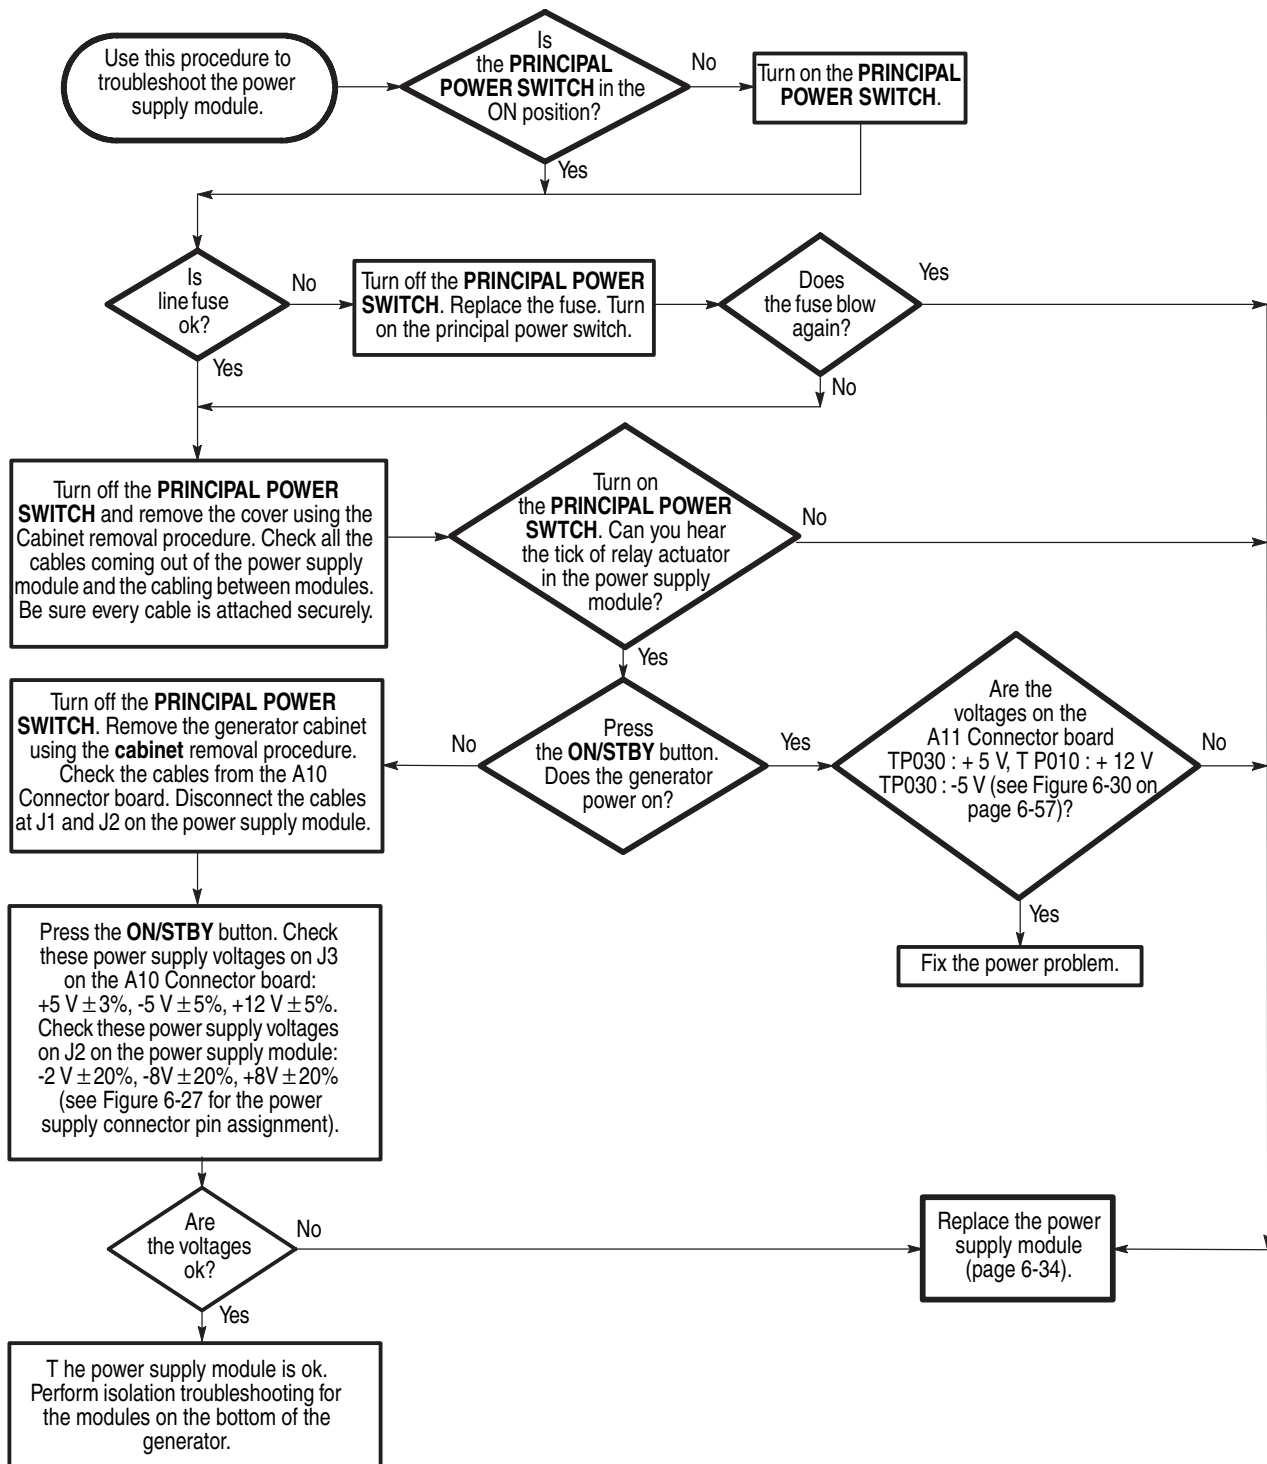 Use this procedure to
troubleshoot the power
supply module.
Is
the PRINCIPAL
POWER SWITCH in the
ON position?
No
Turn on the PRINCIPAL
POWER SWITCH.
Yes
Is
line fuse
ok?
No
Turn off the PRINCIPAL POWER
SWITCH. Replace the fuse. Turn
on the principal power switch.
Does
the fuse blow
again?
Yes
Yes
No
Turn off the PRINCIPAL POWER
SWITCH and remove the cover using the
Cabinet removal procedure. Check all the
cables coming out of the power supply
module and the cabling between modules.
Be sure every cable is attached securely.
Turn on
the PRINCIPAL POWER
SWTCH. Can you hear
the tick of relay actuator
in the power supply
module?
No
Yes
Turn off the PRINCIPAL POWER
SWITCH. Remove the generator cabinet
using the cabinet removal procedure.
Check the cables from the A10
Connector board. Disconnect the cables
at J1 and J2 on the power supply module.
No
Press
the ON/STBY button.
Does the generator
power on?
Yes
Are the
voltages on the
A11 Connector board
TP030 : + 5 V, T P010 : + 12 V
TP030 : -5 V (see Figure 6-30 on
page 6-57)?
No
Yes
Fix the power problem.
Press the ON/STBY button. Check
these power supply voltages on J3
on the A10 Connector board:
+5 V ±3%, -5 V ±5%, +12 V ±5%.
Check these power supply voltages
on J2 on the power supply module:
-2 V ±20%, -8V ±20%, +8V ±20%
(see Figure 6-27 for the power
supply connector pin assignment).
Are
the voltages
ok?
No
Replace the power
supply module
(page 6-34).
Yes
T he power supply module is ok.
Perform isolation troubleshooting for
the modules on the bottom of the
generator.